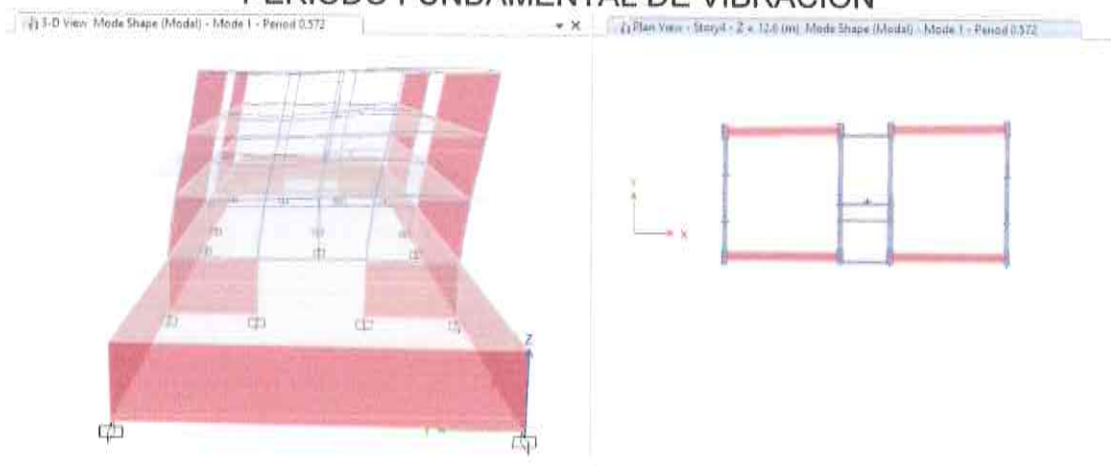 PERIODO FUNDAMENTAL DE VIBRACION
3-D View Mode Shape (Modal) - Mode 1 - Period 0.572
Plan View - Story4 - Z = 12.6 (m) Mode Shape (Modal) - Mode 1 - Period 0.572
Y
X
Z